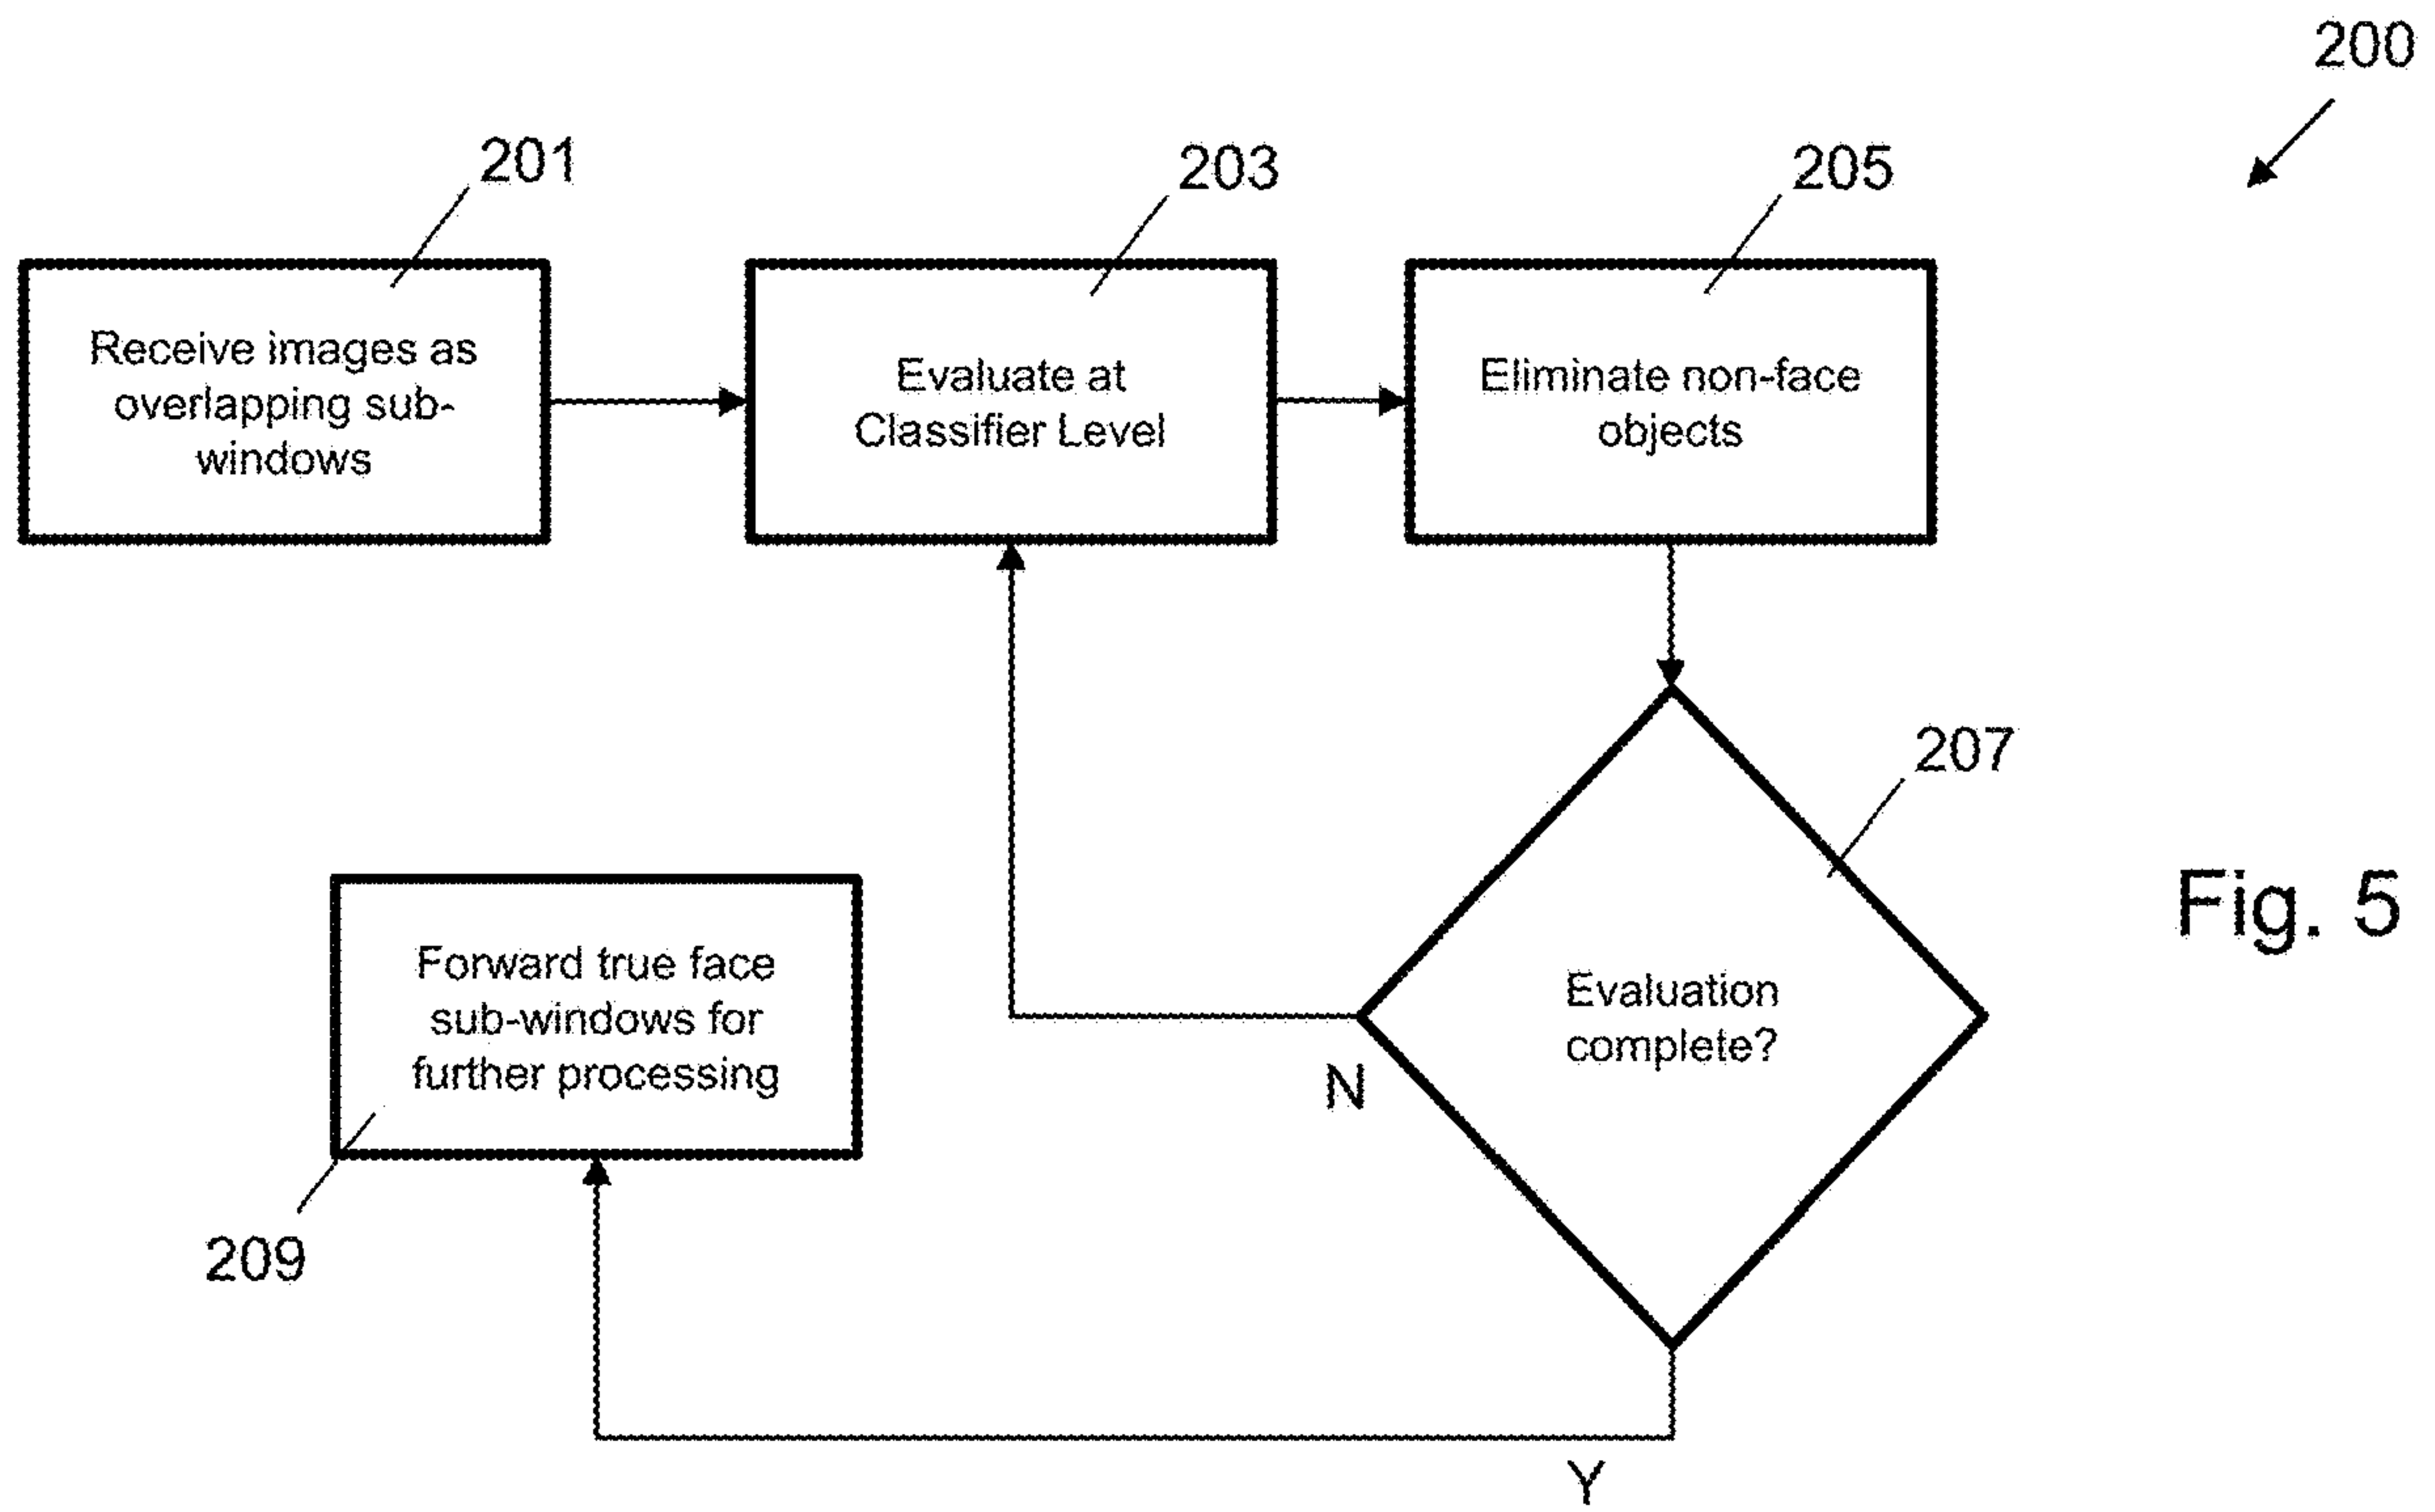 200
201
203
205
Receive images as
overlapping sub-
windows
Evaluate at
Classifier Level
Eliminate non-face
objects
207
Fig. 5
Evaluation
complete?
N
Y
Forward true face
sub-windows for
further processing
209